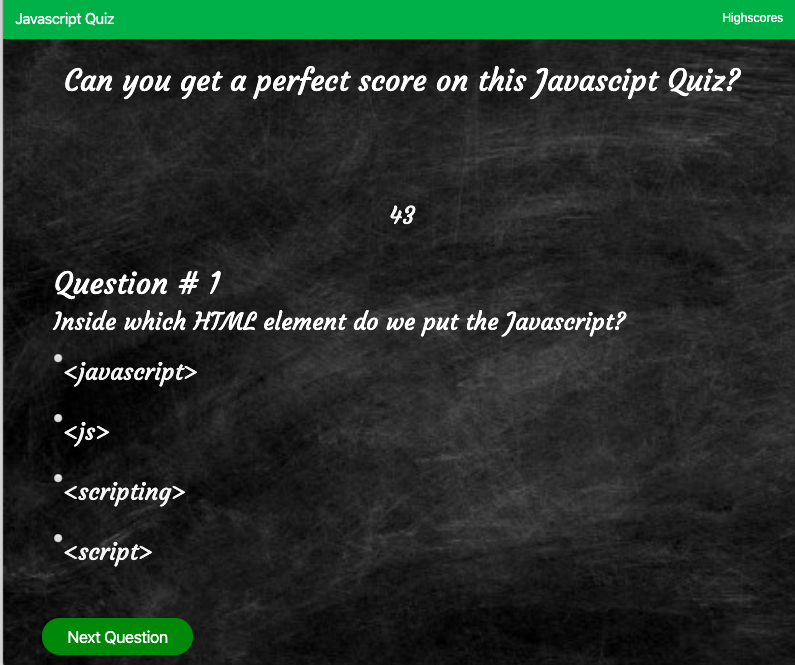 Javascript Quiz
Highscores
Can you get a perfect score on this Javascipt Quiz?
43
Question # 1
Inside which HTML element do we put the Javascript?
<javascript>
<js>
<scripting>
<script>
Next Question